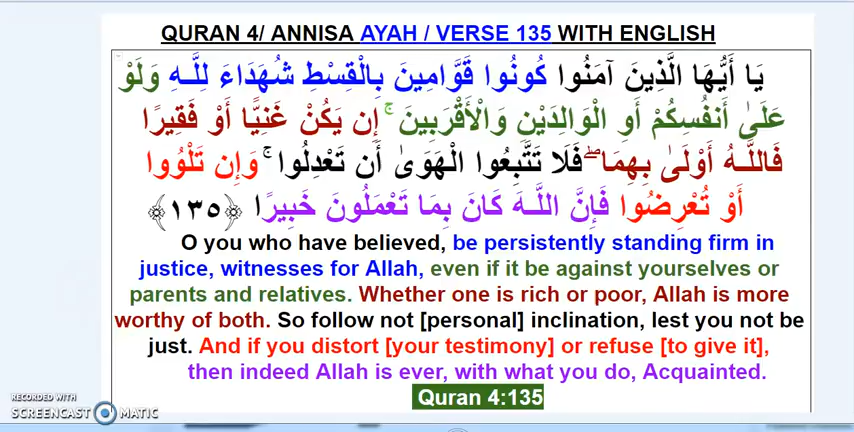 QURAN 4/ ANNISA AYAH / VERSE 135 WITH ENGLISH
يَا أَيُّهَا الَّذِينَ آمَنُوا كُونُوا قَوَّامِينَ بِالْقِسْطِ شُهَدَاءَ لِلَّـهِ وَلَوْ
عَلَىٰ أَنفُسِكُمْ أَوِ الْوَالِدَيْنِ وَالْأَقْرَبِينَ ۚ إِن يَكُنْ غَنِيًّا أَوْ فَقِيرًا
فَاللَّـهُ أَوْلَىٰ بِهِمَا ۖ فَلَا تَتَّبِعُوا الْهَوَىٰ أَن تَعْدِلُوا ۚ وَإِن تَلْوُوا
أَوْ تُعْرِضُوا فَإِنَّ اللَّـهَ كَانَ بِمَا تَعْمَلُونَ خَبِيرًا ﴿١٣٥﴾
O you who have believed, be persistently standing firm in
justice, witnesses for Allah, even if it be against yourselves or
parents and relatives. Whether one is rich or poor, Allah is more
worthy of both. So follow not [personal] inclination, lest you not be
just. And if you distort [your testimony] or refuse [to give it],
then indeed Allah is ever, with what you do, Acquainted.
Quran 4:135
RECORDED WITH
SCREENCAST MATIC